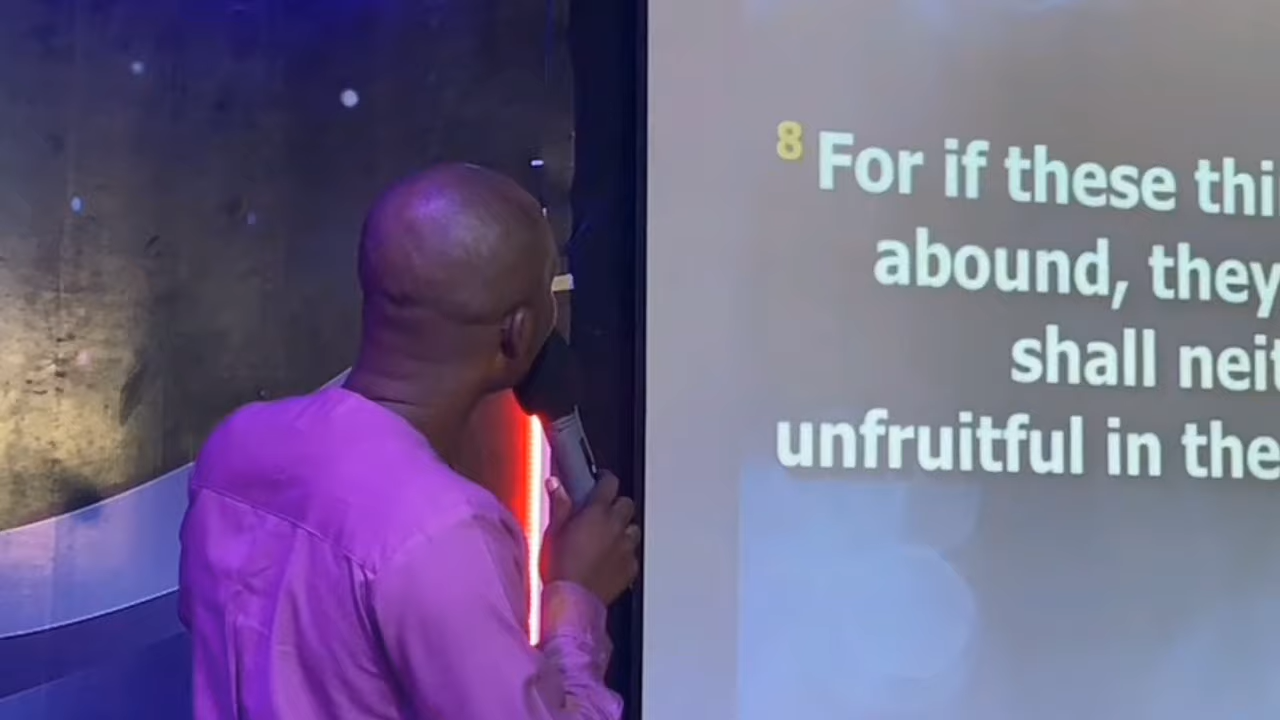 8 For if these thi
abound, they
shall neit
unfruitful in the